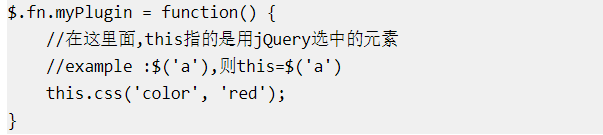 $.fn.myPlugin = function() {
    //在这里面,this指的是用jQuery选中的元素
    //example :$('a'),则this=$('a')
    this.css('color', 'red');
}